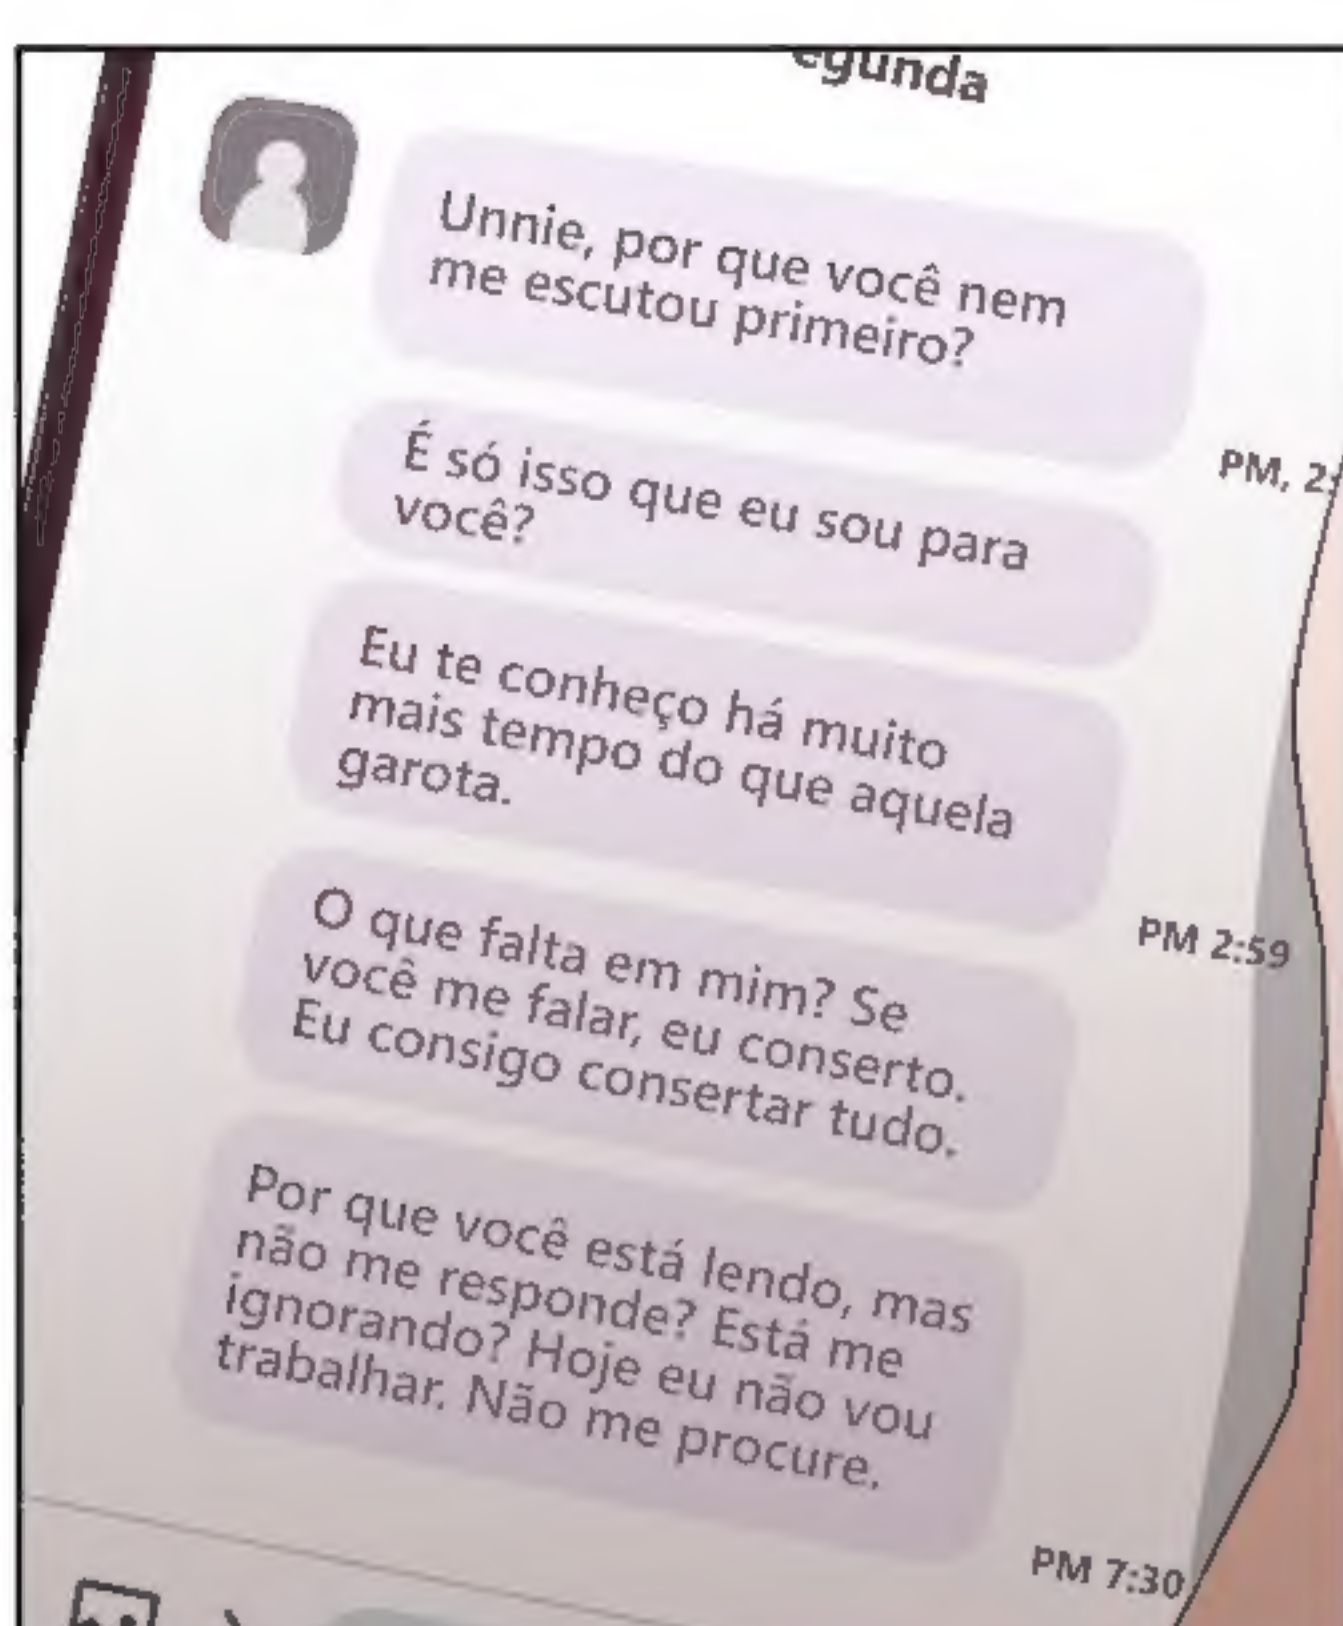 egunda
Unnie, por que você nem
me escutou primeiro?
PM, 2:
É só isso que eu sou para
você?
Eu te conheço há muito
mais tempo do que aquela
garota.
PM 2:59
O que falta em mim? Se
você me falar, eu conserto.
Eu consigo consertar tudo.
Por que você está lendo, mas
não me responde? Está me
ignorando? Hoje eu não vou
trabalhar. Não me procure.
PM 7:30